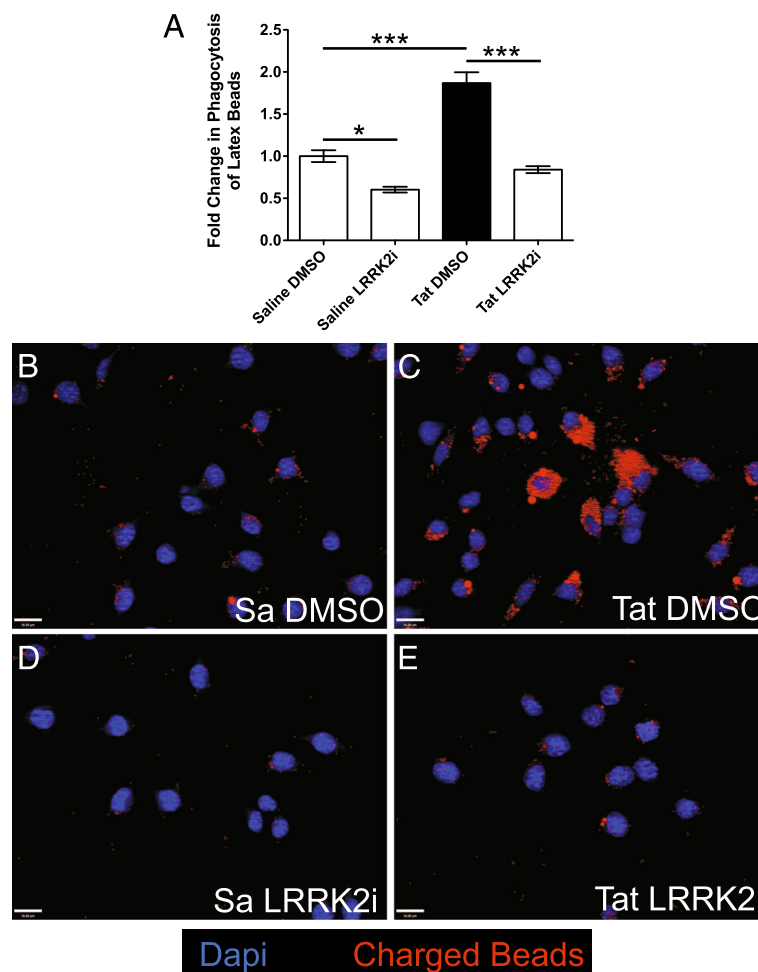 A
Fold Change in Phagocytosis
of Latex Beads
2.5
2.0
1.5
1.0
0.5
0.0
***
***
*
Saline DMSO
Saline LRRK2i
Tat DMSO
Tat LRRK2i
B
Sa DMSO
C
Tat DMSO
D
Sa LRRK2i
E
Tat LRRK2
Dapi
Charged Beads